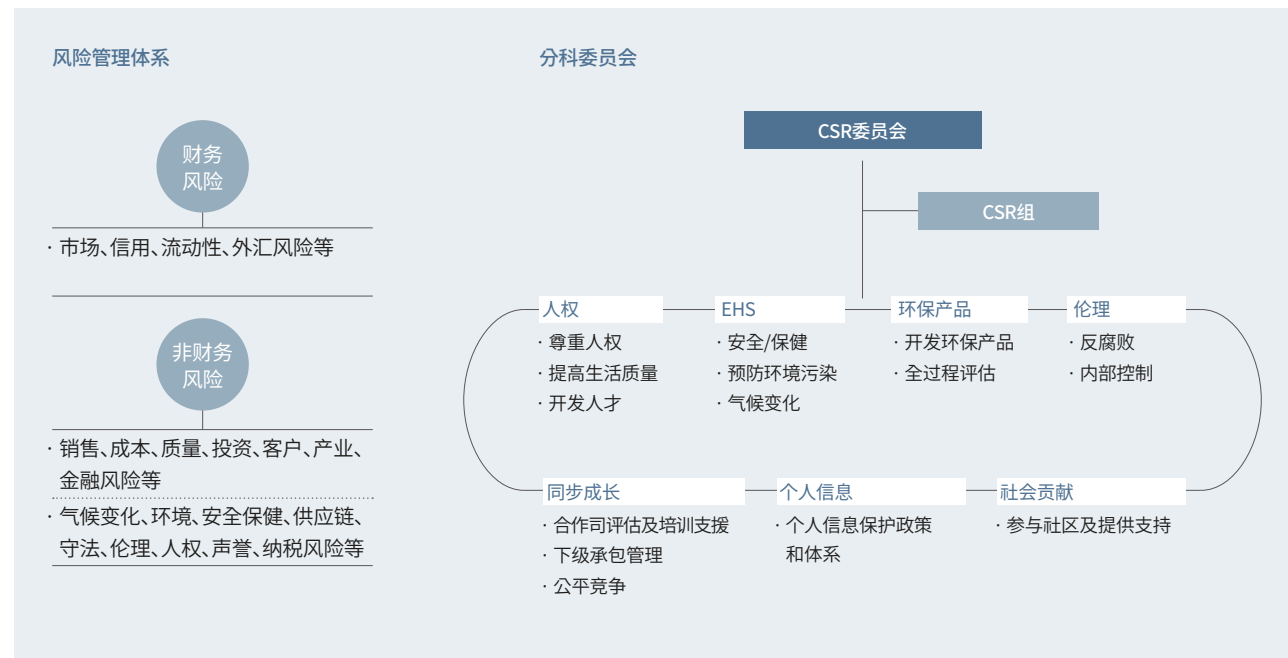 风险管理体系
财务
风险
· 市场、信用、流动性、外汇风险等
非财务
风险
· 销售、成本、质量、投资、客户、产业、
金融风险等
· 气候变化、环境、安全保健、供应链、
守法、伦理、人权、声誉、纳税风险等
分科委员会
CSR委员会
CSR组
人权
· 尊重人权
· 提高生活质量
· 开发人才
EHS
· 安全/保健
· 预防环境污染
· 气候变化
环保产品
· 开发环保产品
· 全过程评估
伦理
· 反腐败
· 内部控制
同步成长
· 合作司评估及培训支援
· 下级承包管理
· 公平竞争
个人信息
· 个人信息保护政策
和体系
社会贡献
· 参与社区及提供支持